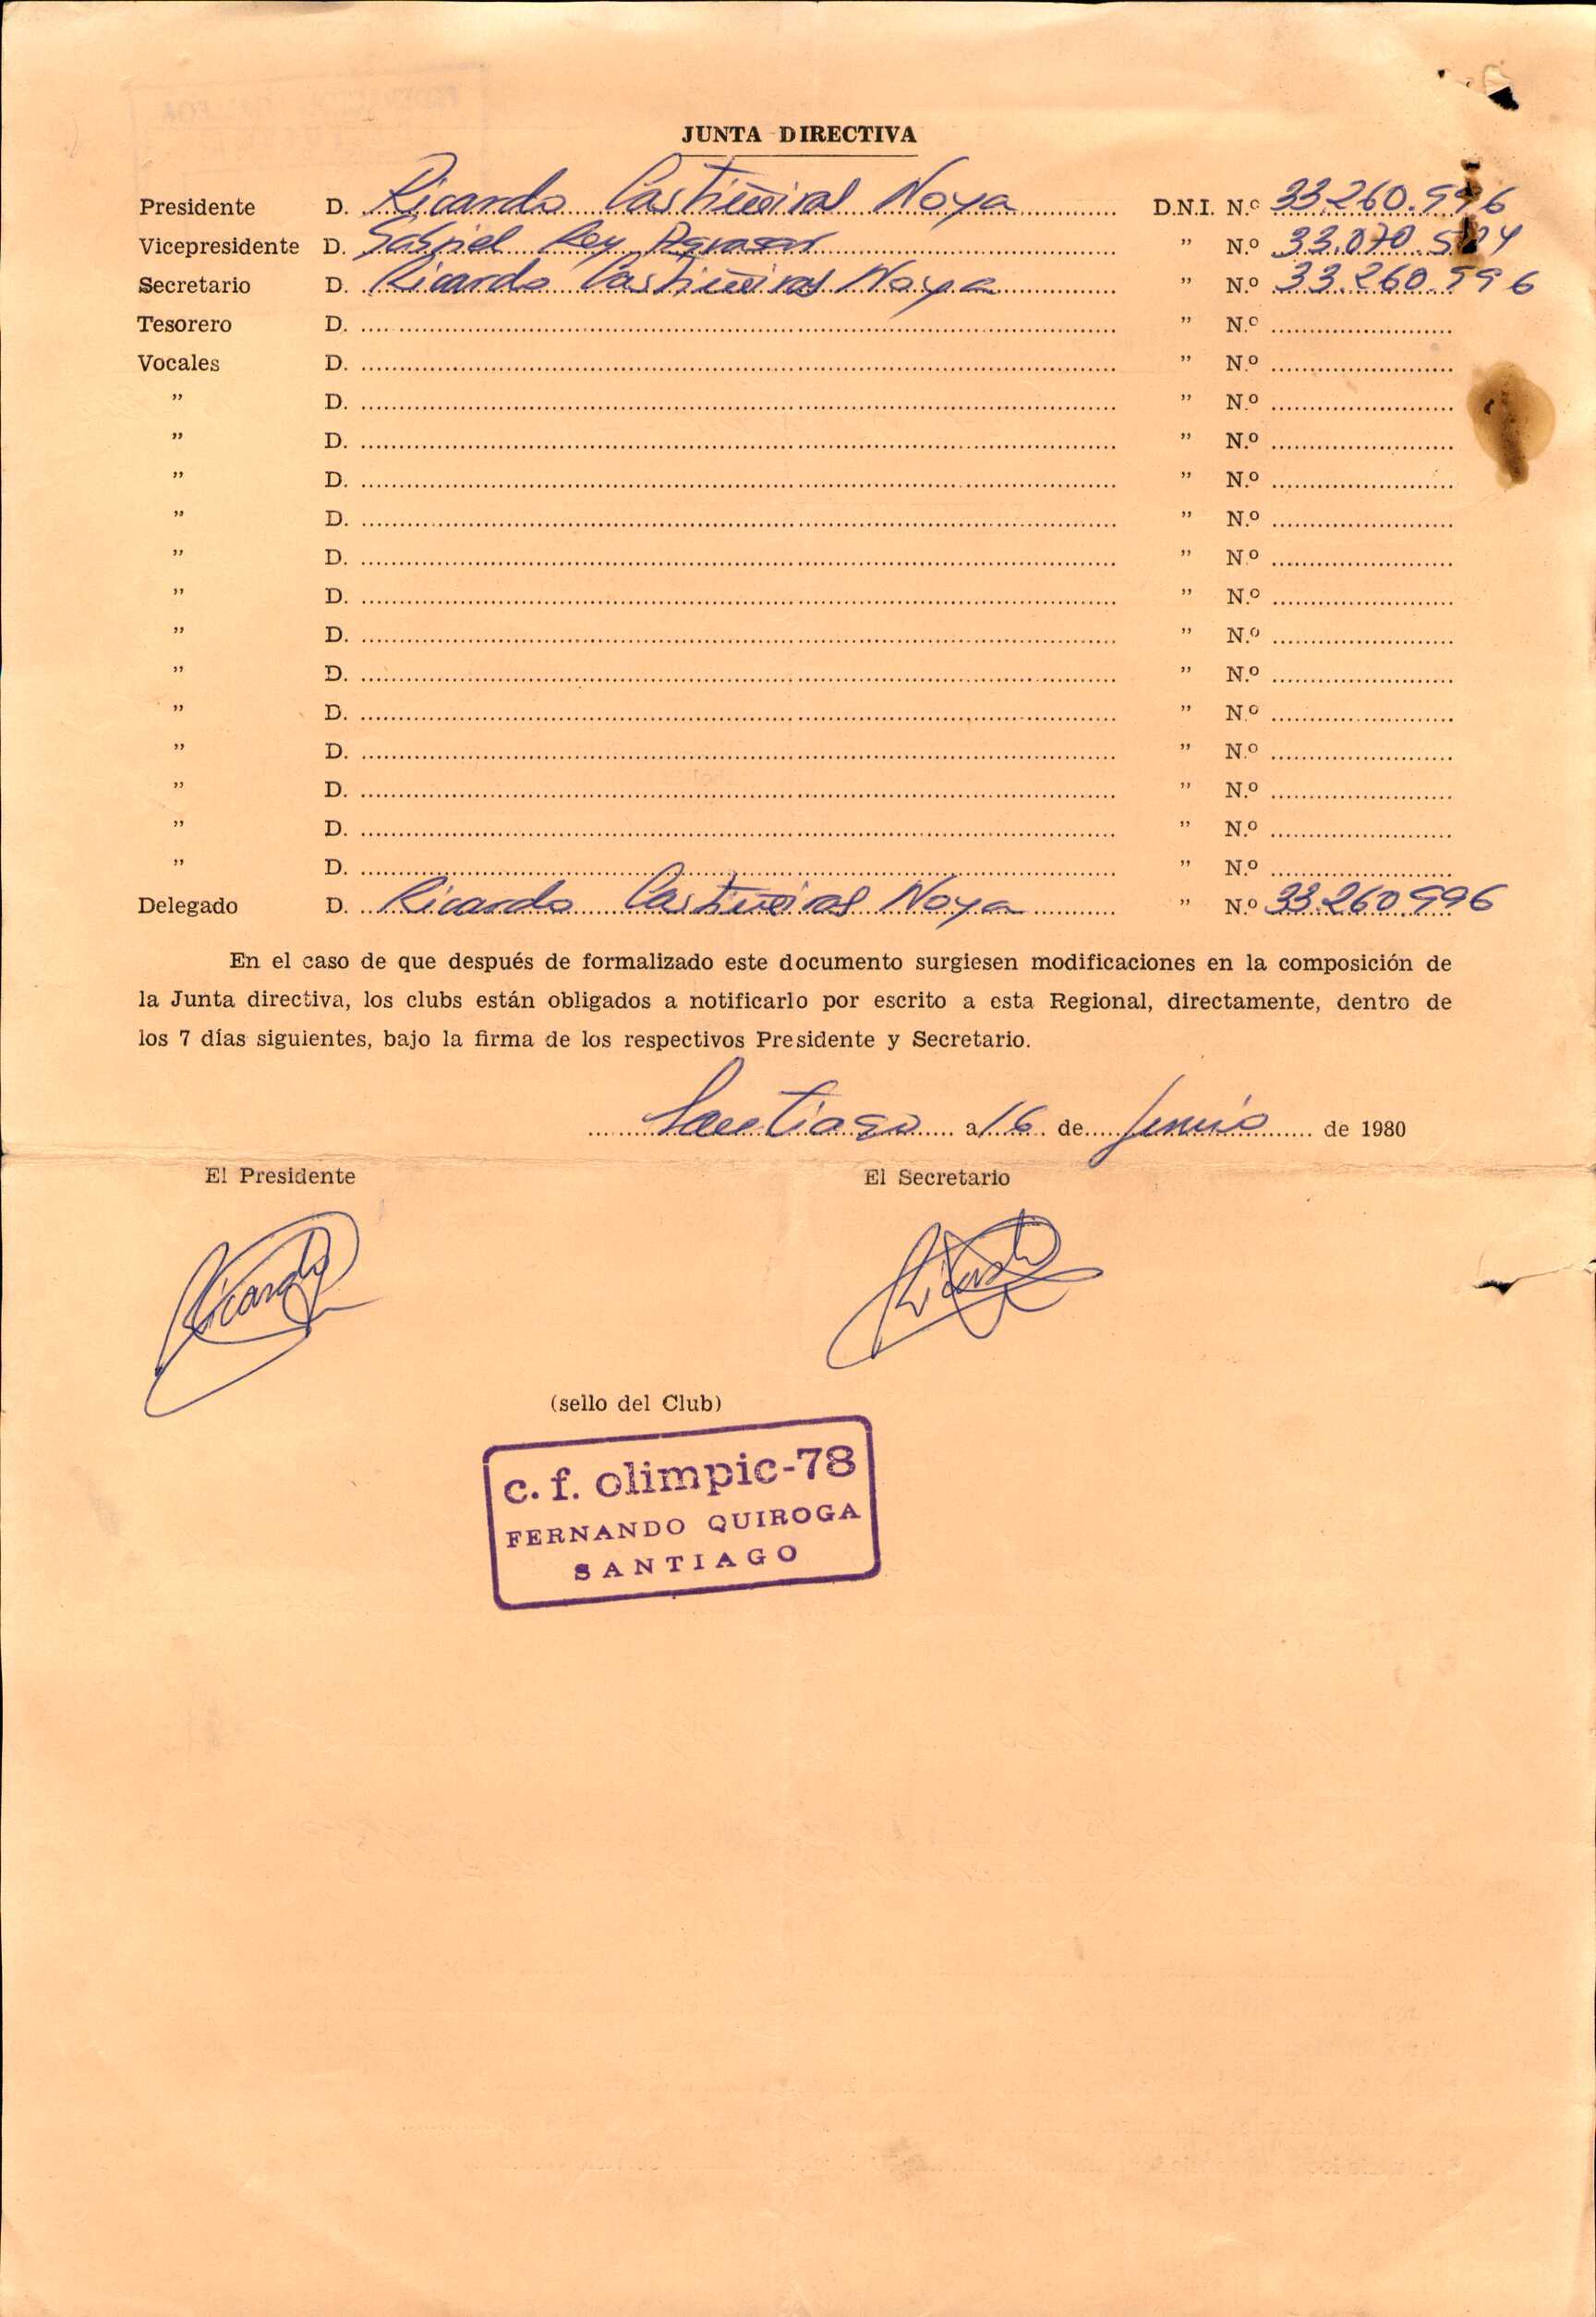 JUNTA DIRECTIVA
Presidente D. Ricardo Castiñeiras Noya D.N.I. N.º 33.260.996
Vicepresidente D. Gabriel Rey " N.º 33.070.
Secretario D. Ricardo Castiñeiras Noya " N.º 33.260.996
Tesorero D. " N.º
Vocales D. " N.º
" D. " N.º
" D. " N.º
" D. " N.º
" D. " N.º
" D. " N.º
" D. " N.º
" D. " N.º
" D. " N.º
" D. " N.º
" D. " N.º
" D. " N.º
" D. " N.º
" D. " N.º
Delegado D. Ricardo Castiñeiras Noya " N.º 33.260.996
En el caso de que después de formalizado este documento surgiesen modificaciones en la composición de
la Junta directiva, los clubs están obligados a notificarlo por escrito a esta Regional, directamente, dentro de
los 7 días siguientes, bajo la firma de los respectivos Presidente y Secretario.
Santiago a 16 de Junio de 1980
El Presidente El Secretario
Ricardo Ricardo
(sello del Club)
c. f. olimpic-78
FERNANDO QUIROGA
SANTIAGO